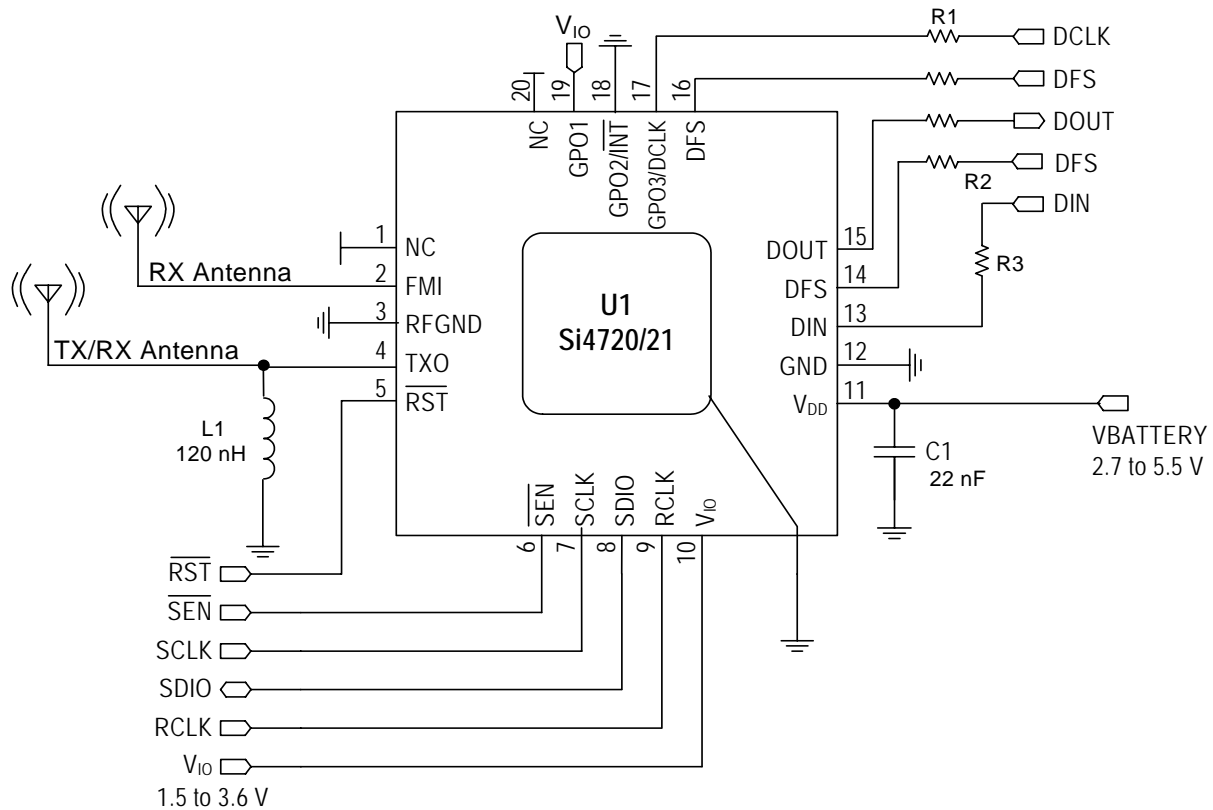 V_IO
R1
DCLK
DFS
DOUT
DFS
R2
DIN
R3
20
19
18
17
16
NC
GPO1
GPO2/INT
GPO3/DCLK
DFS
RX Antenna
TX/RX Antenna
1
NC
2
FMI
3
RFGND
4
TXO
5
RST
U1
Si4720/21
DOUT
15
DFS
14
DIN
13
GND
12
V_DD
11
L1
120 nH
C1
22 nF
VBATTERY
2.7 to 5.5 V
SEN
SCLK
SDIO
RCLK
V_IO
6
7
8
9
10
RST
SEN
SCLK
SDIO
RCLK
V_IO
1.5 to 3.6 V